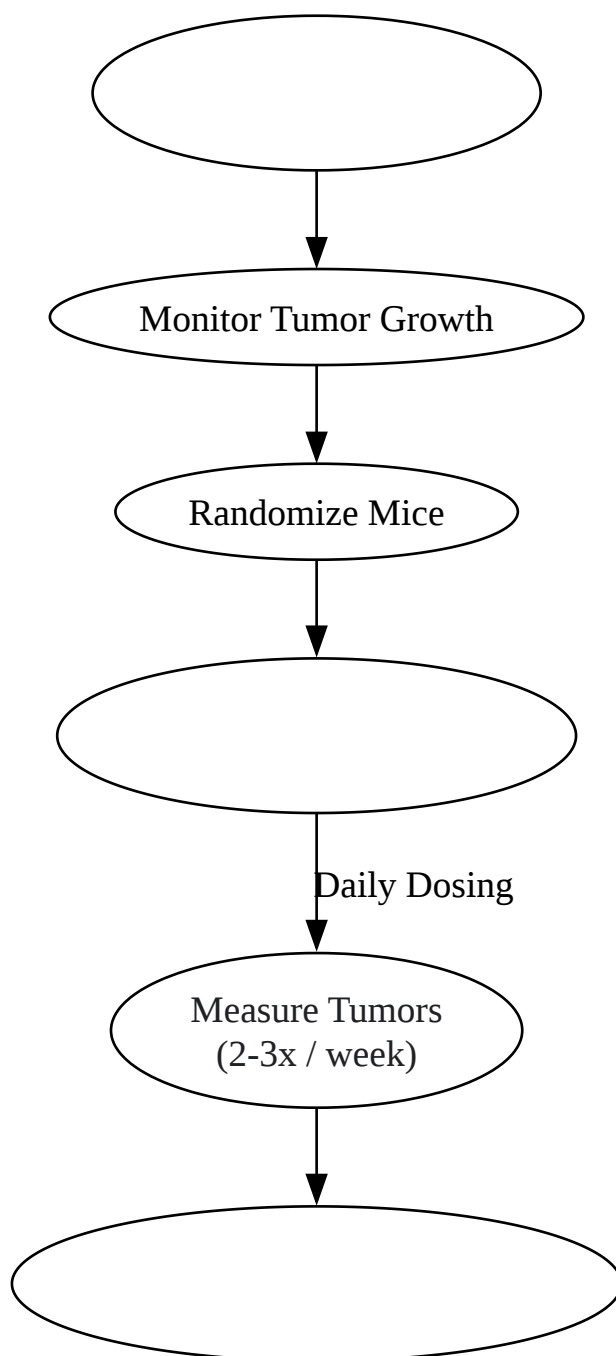 Monitor Tumor Growth
Randomize Mice
Daily Dosing
Measure Tumors
(2-3x / week)